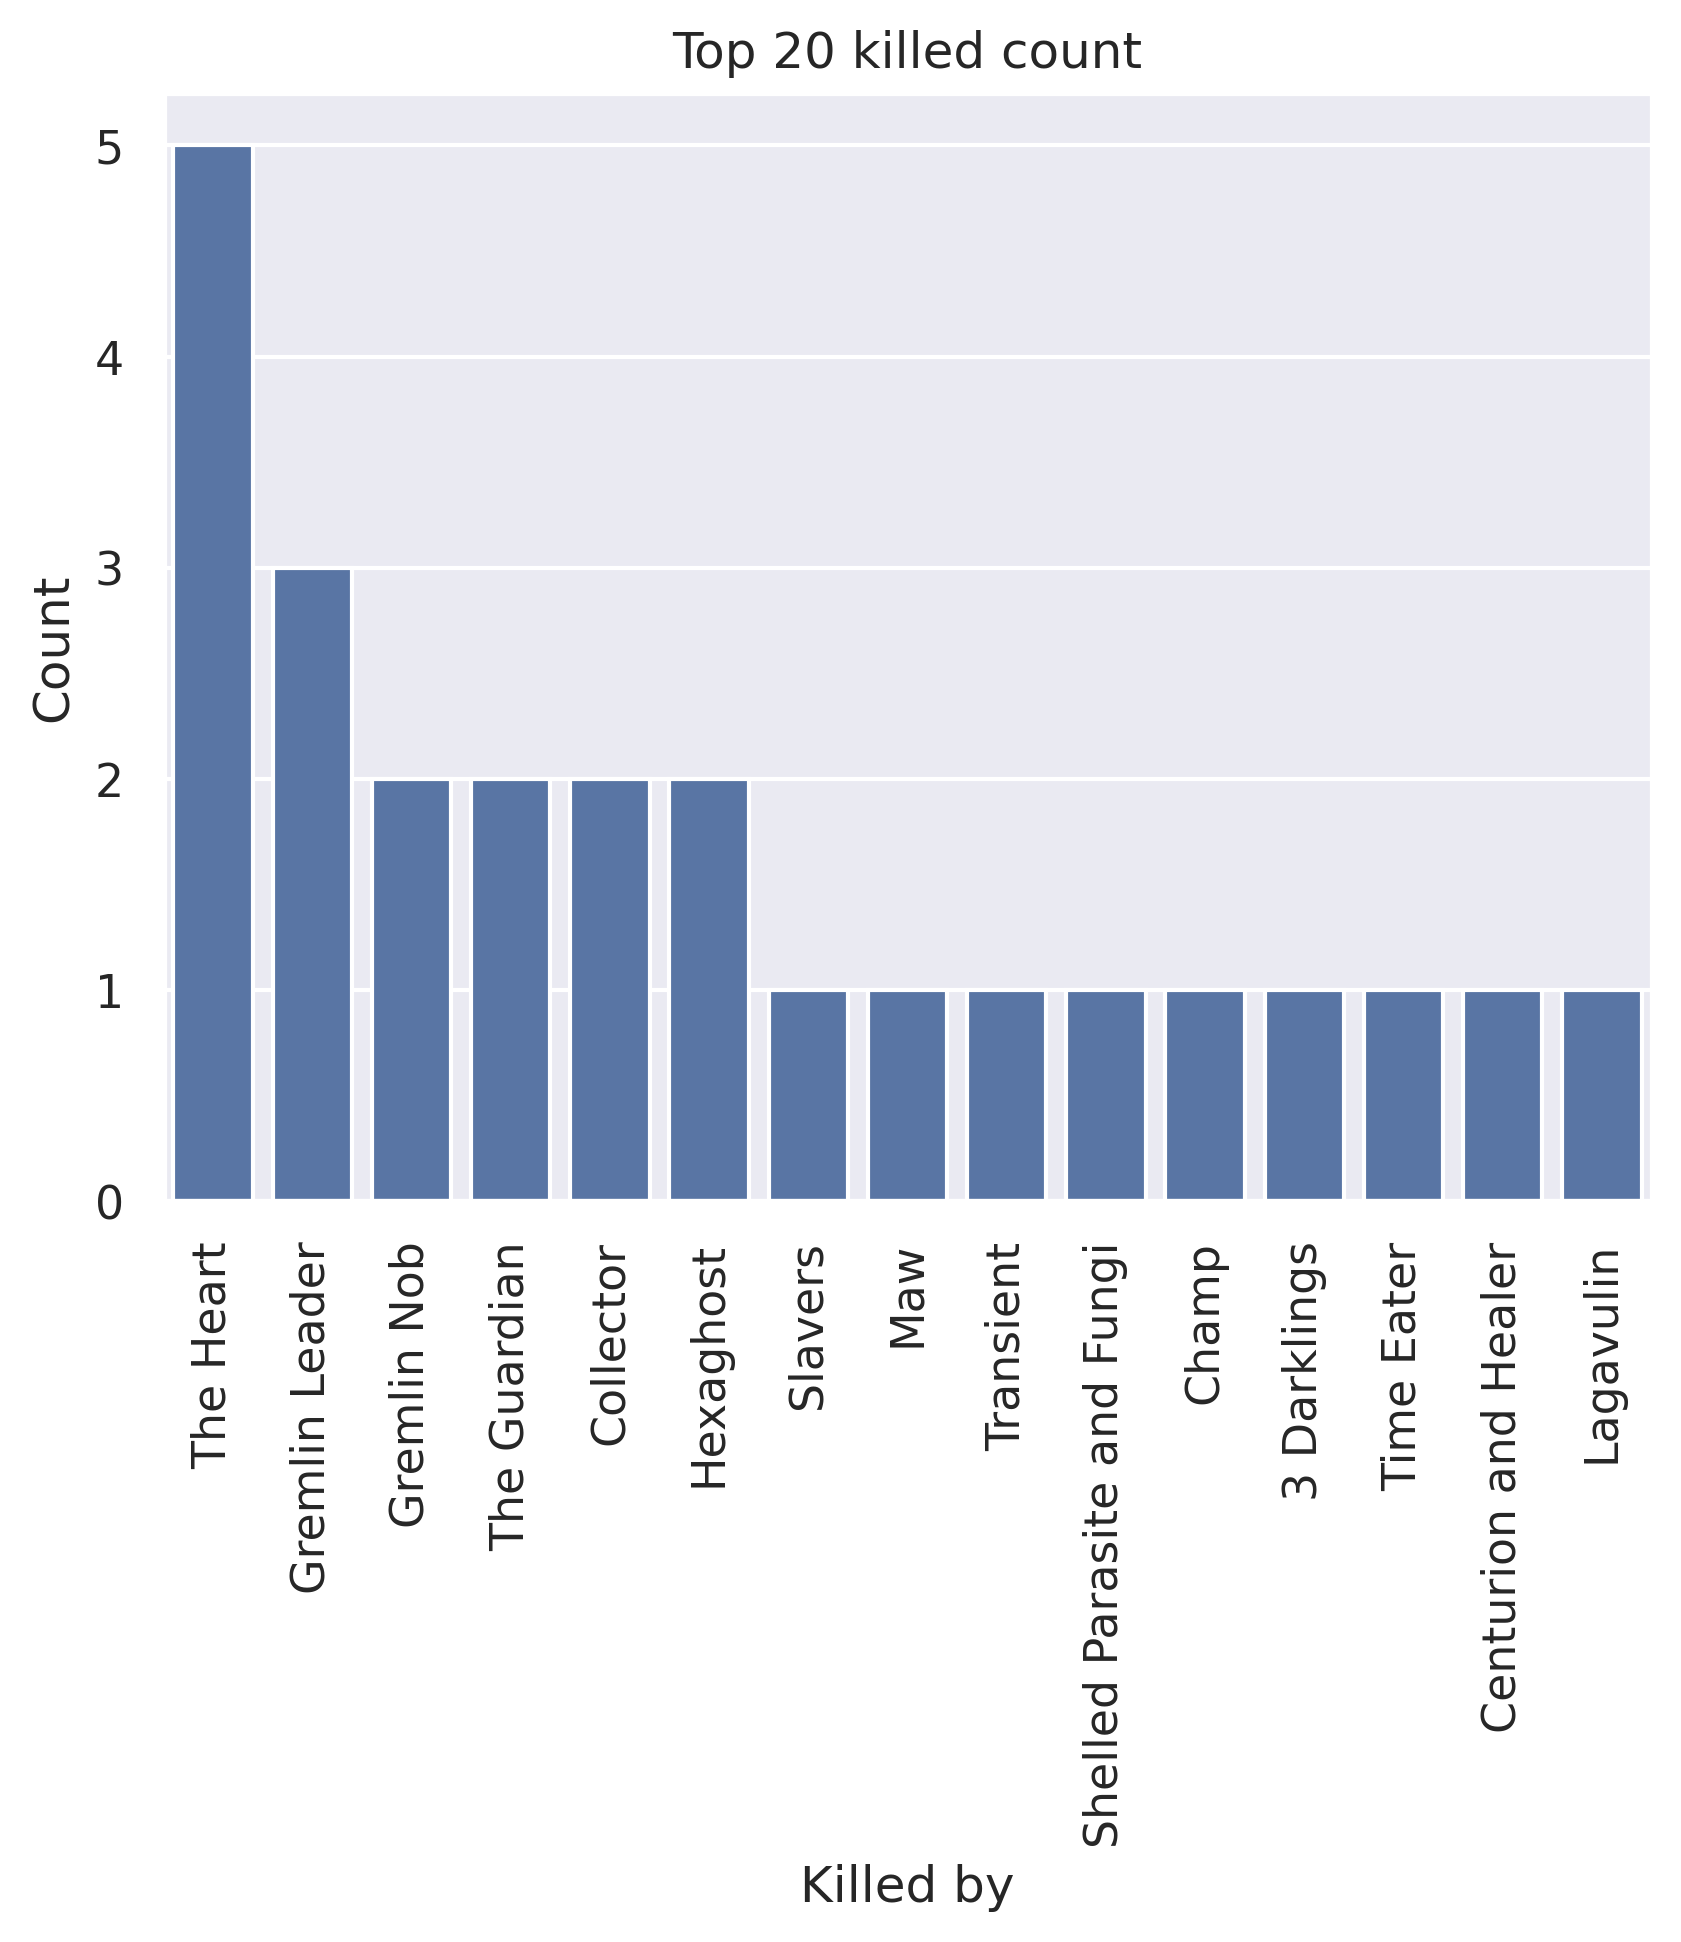 Top 20 killed count
Count
5
4
3
2
1
0
The Heart
Gremlin Leader
Gremlin Nob
The Guardian
Collector
Hexaghost
Slavers
Maw
Transient
Shelled Parasite and Fungi
Champ
3 Darklings
Time Eater
Centurion and Healer
Lagavulin
Killed by